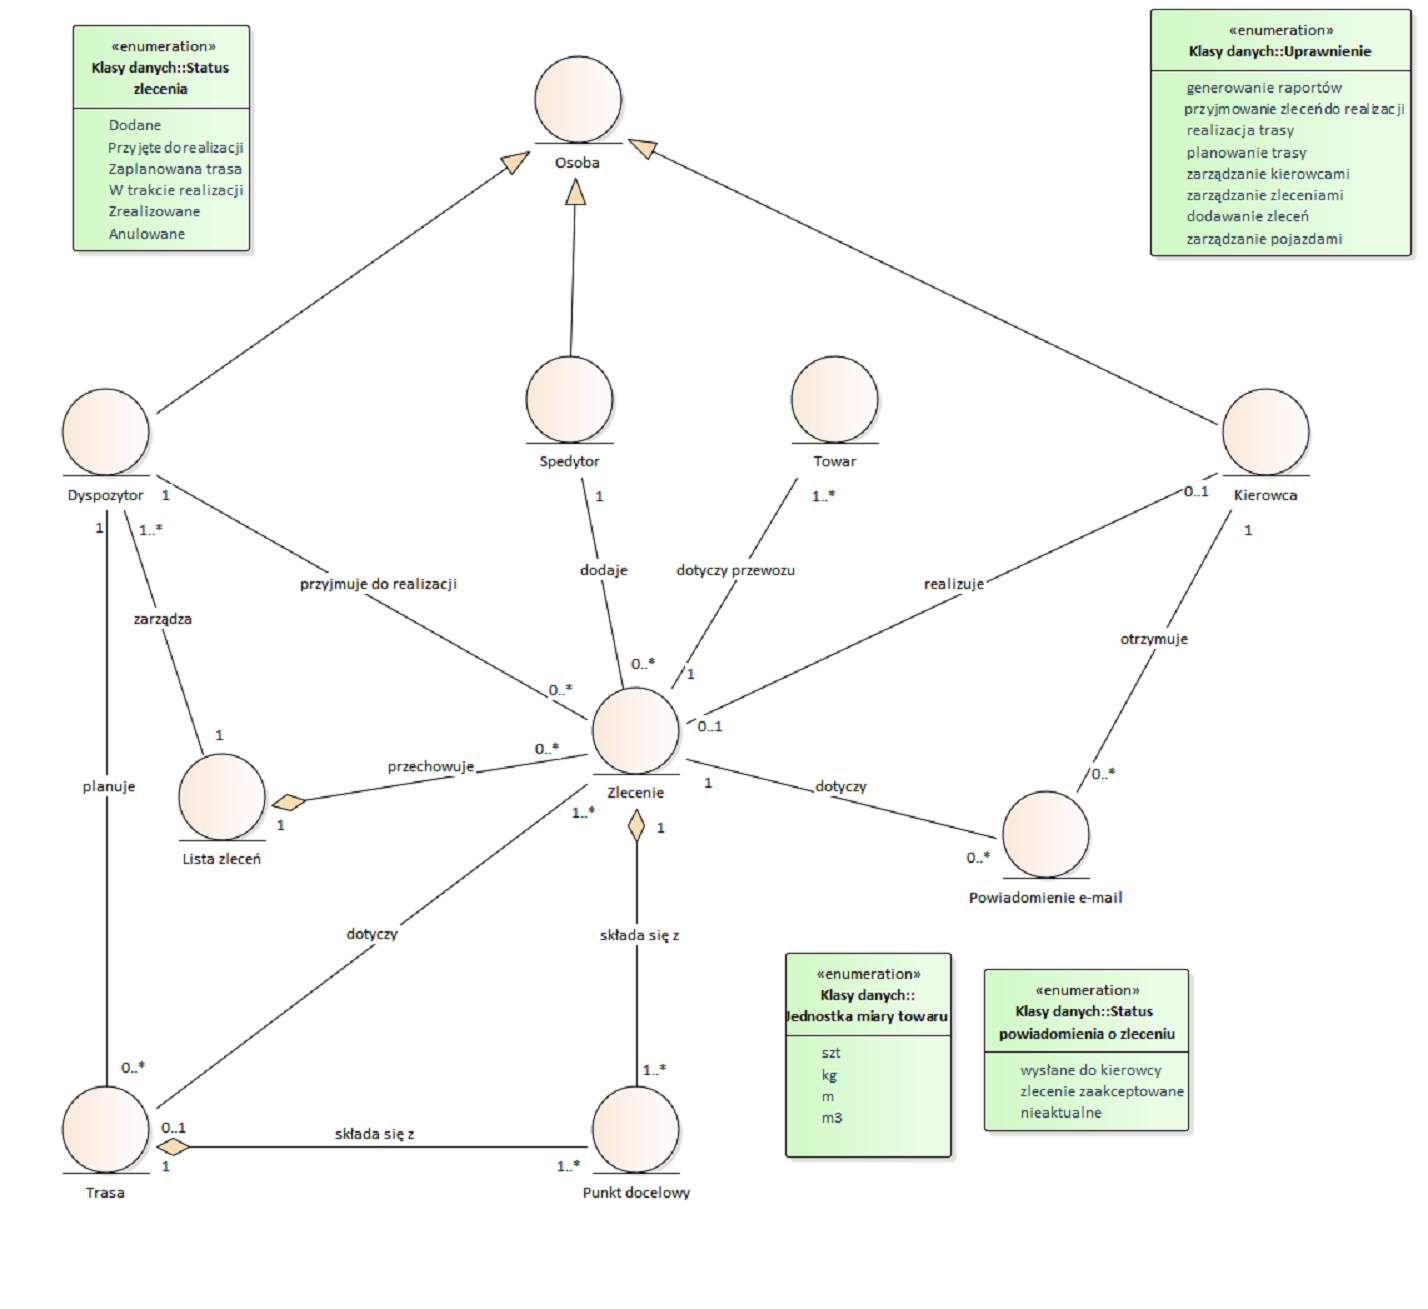 «enumeration»
Klasy danych::Status
zlecenia
Dodane
Przyjęte do realizacji
Zaplanowana trasa
W trakcie realizacji
Zrealizowane
Anulowane
«enumeration»
Klasy danych::Uprawnienie
generowanie raportów
przyjmowanie zleceń do realizacji
realizacja trasy
planowanie trasy
zarządzanie kierowcami
zarządzanie zleceniami
dodawanie zleceń
zarządzanie pojazdami
Osoba
Spedytor
Towar
Dyspozytor
1
Kierowca
0..1
1
1..*
1
1..*
1
przyjmuje do realizacji
dodaje
dotyczy przewozu
realizuje
zarządza
otrzymuje
0..*
0..*
1
0..1
1
0..*
przechowuje
0..*
1
planuje
dotyczy
Zlecenie
1
1..*
1
0..*
Lista zleceń
Powiadomienie e-mail
dotyczy
składa się z
«enumeration»
Klasy danych::
Jednostka miary towaru
szt
kg
m
m3
«enumeration»
Klasy danych::Status
powiadomienia o zleceniu
wysłane do kierowcy
zlecenie zaakceptowane
nieaktualne
0..*
1..*
0..1
składa się z
1
1..*
Trasa
Punkt docelowy